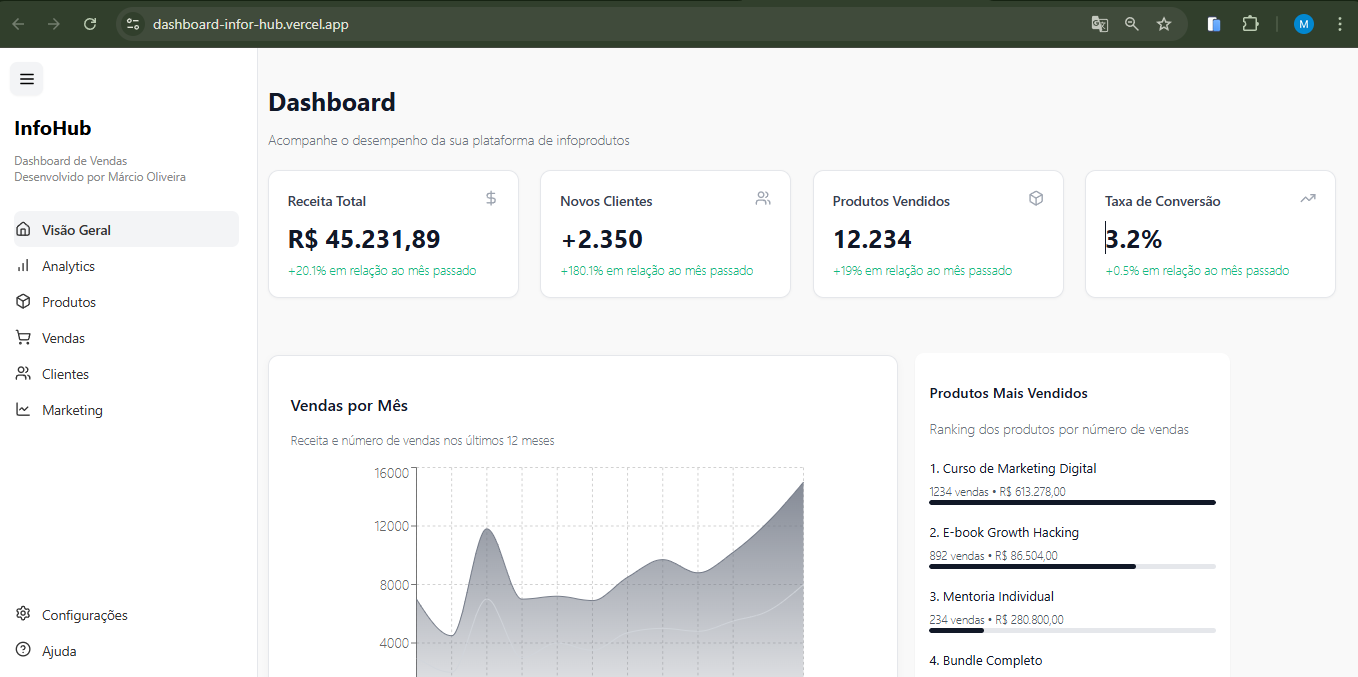 dashboard-infor-hub.vercel.app
M
InfoHub
Dashboard de Vendas
Desenvolvido por Márcio Oliveira
Visão Geral
Analytics
Produtos
Vendas
Clientes
Marketing
Configurações
Ajuda
Dashboard
Acompanhe o desempenho da sua plataforma de infoprodutos
Receita Total
R$ 45.231,89
+20.1% em relação ao mês passado
Novos Clientes
+2.350
+180.1% em relação ao mês passado
Produtos Vendidos
12.234
+19% em relação ao mês passado
Taxa de Conversão
3.2%
+0.5% em relação ao mês passado
Vendas por Mês
Receita e número de vendas nos últimos 12 meses
16000
12000
8000
4000
Produtos Mais Vendidos
Ranking dos produtos por número de vendas
1. Curso de Marketing Digital
1234 vendas • R$ 613.278,00
2. E-book Growth Hacking
892 vendas • R$ 86.504,00
3. Mentoria Individual
234 vendas • R$ 280.800,00
4. Bundle Completo